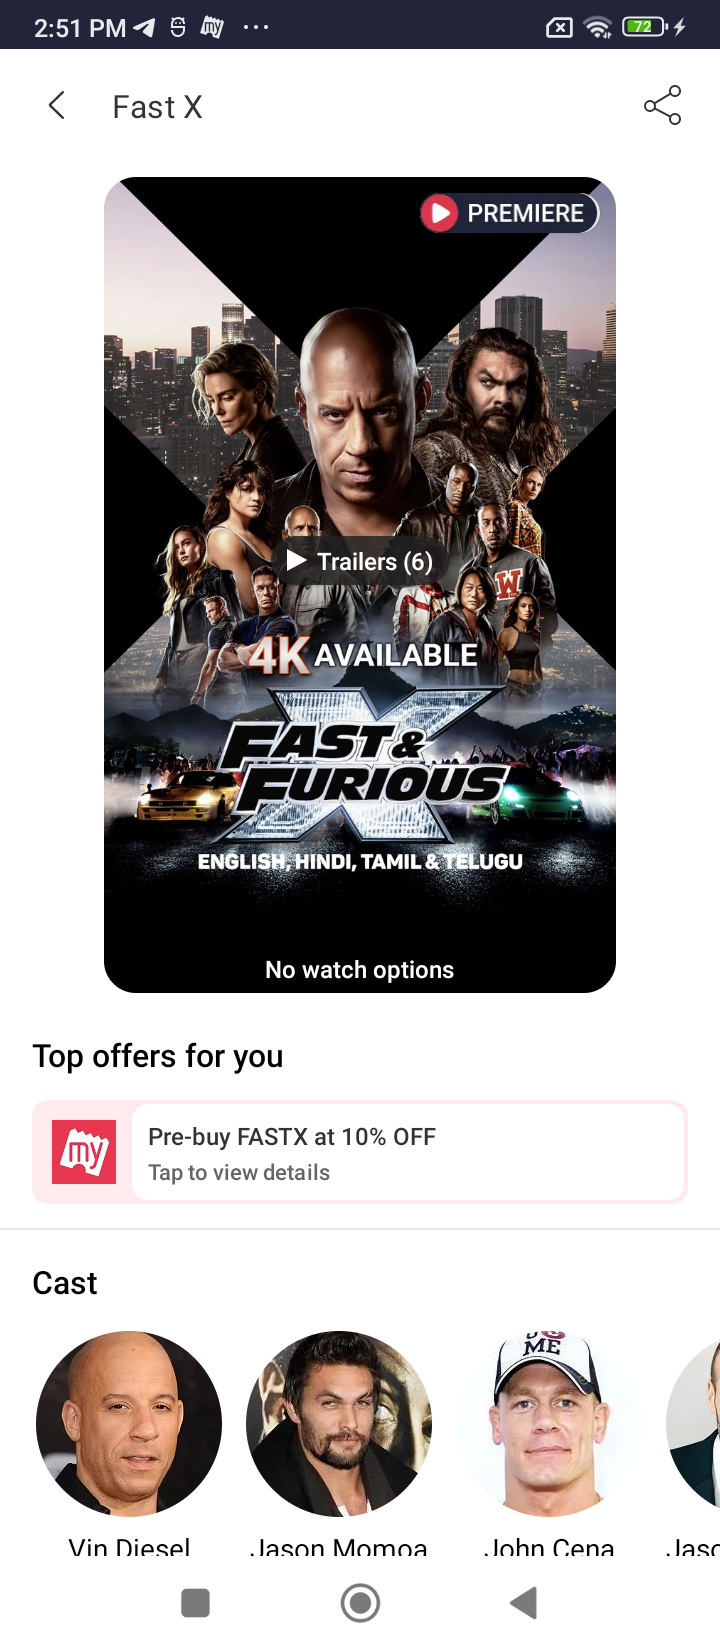 2:51 PM
72
Fast X
PREMIERE
Trailers (6)
W
4K AVAILABLE
FAST &
FURIOUS
ENGLISH, HINDI, TAMIL & TELUGU
No watch options
Top offers for you
my
Pre-buy FASTX at 10% OFF
Tap to view details
Cast
ME
Vin Diesel
Jason Momoa
John Cena